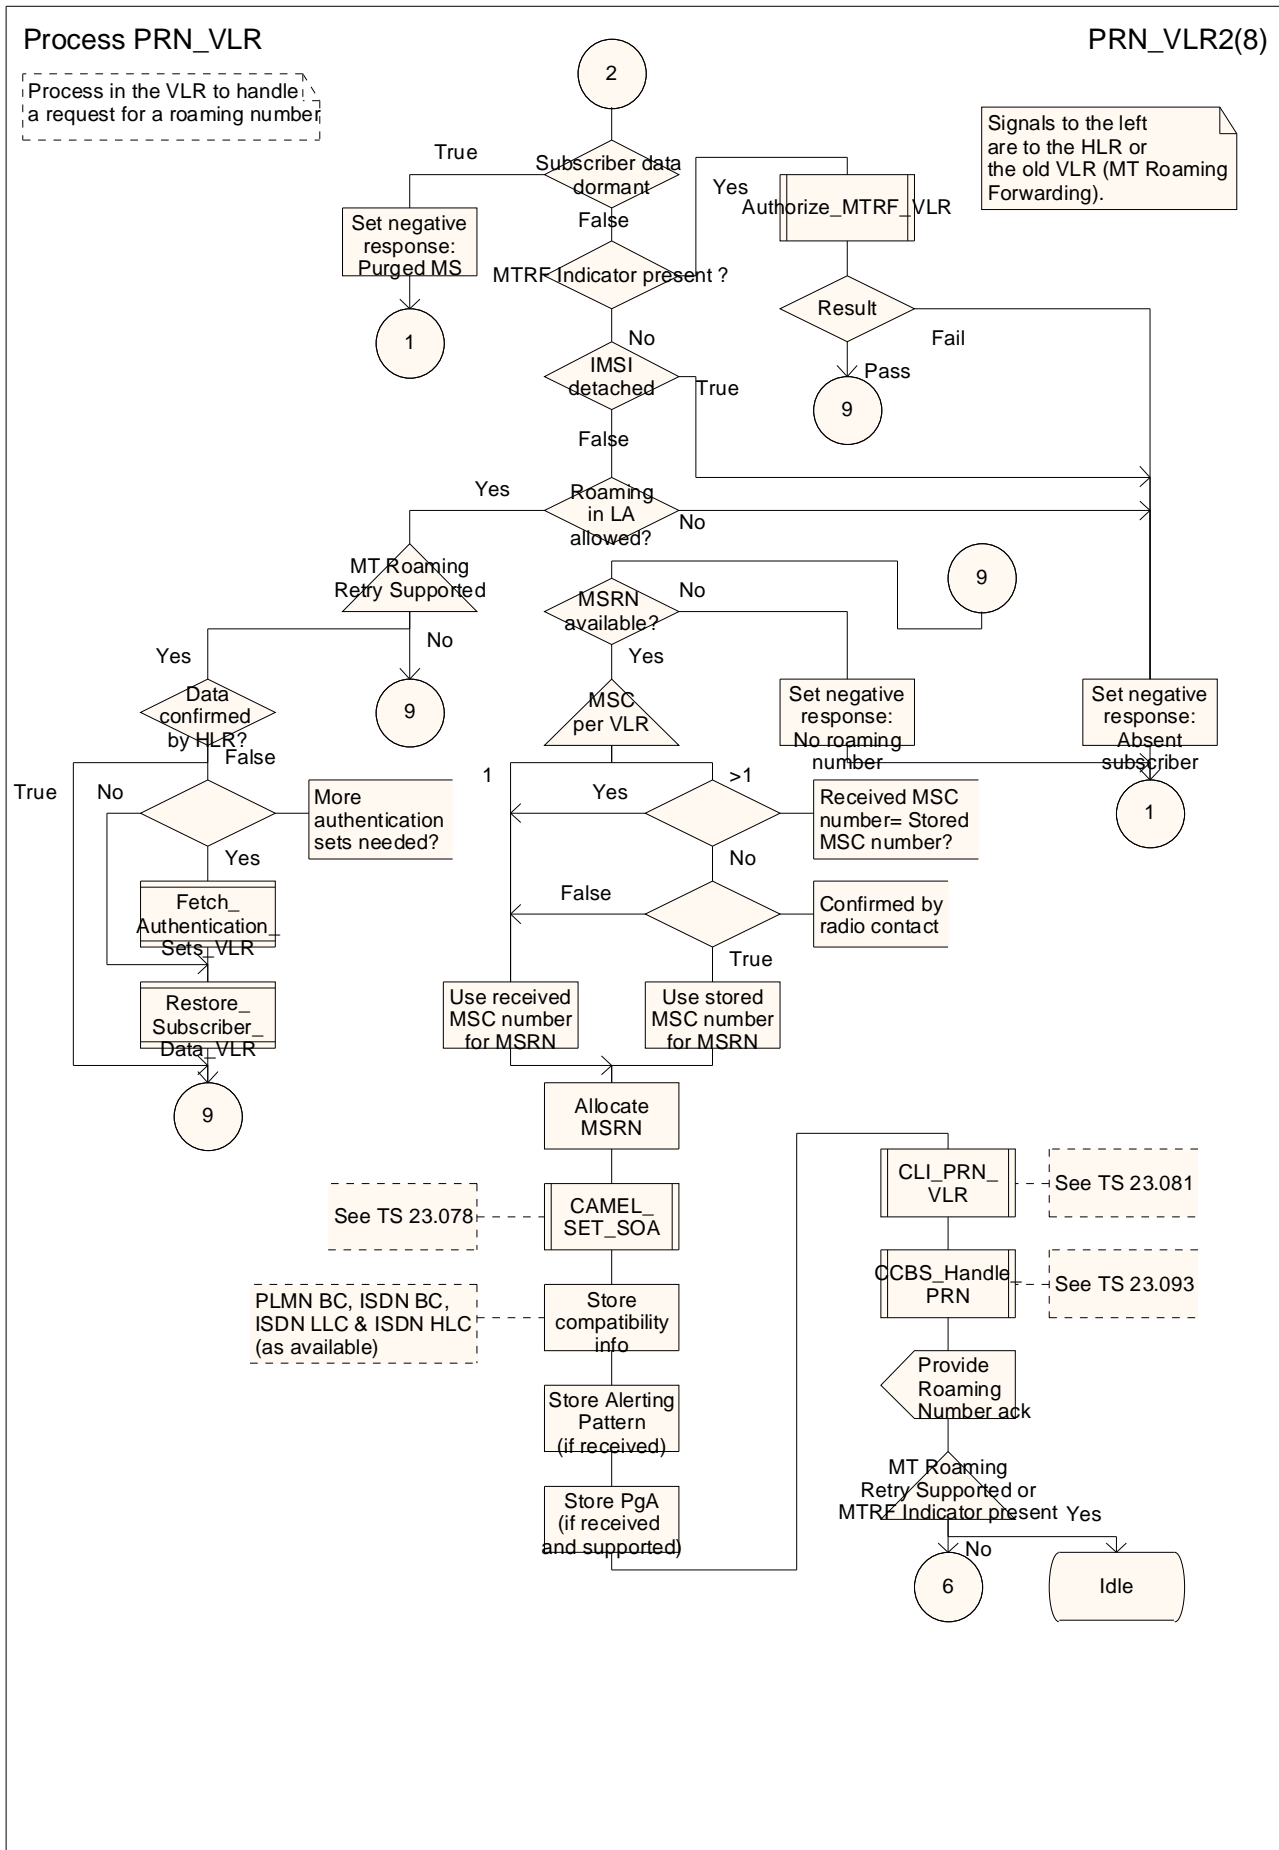 Process PRN_VLR
PRN_VLR2(8)
Process in the VLR to handle
a request for a roaming number
2
Signals to the left
are to the HLR or
the old VLR (MT Roaming
Forwarding).
True
Subscriber data
dormant
Yes
Authorize_MTRF_VLR
Set negative
response:
Purged MS
False
MTRF Indicator present ?
Result
1
No
Fail
IMSI
detached
True
Pass
9
False
Yes
Roaming
in LA
allowed?
No
MT Roaming
Retry Supported
MSRN
available?
No
9
No
Yes
Yes
Data
confirmed
by HLR?
9
MSC
per VLR
Set negative
response:
No roaming
number
Set negative
response:
Absent
subscriber
False
True
No
More
authentication
sets needed?
1
>1
Yes
Received MSC
number= Stored
MSC number?
1
Yes
No
Fetch_
Authentication_
Sets_VLR
False
Confirmed by
radio contact
True
Restore_
Subscriber_
Data_VLR
Use received
MSC number
for MSRN
Use stored
MSC number
for MSRN
9
Allocate
MSRN
See TS 23.078
CAMEL_
SET_SOA
CLI_PRN_
VLR
See TS 23.081
PLMN BC, ISDN BC,
ISDN LLC & ISDN HLC
(as available)
Store
compatibility
info
CCBS_Handle_
PRN
See TS 23.093
Store Alerting
Pattern
(if received)
Provide
Roaming
Number ack
Store PgA
(if received
and supported)
MT Roaming
Retry Supported or
MTRF Indicator present
Yes
No
6
Idle